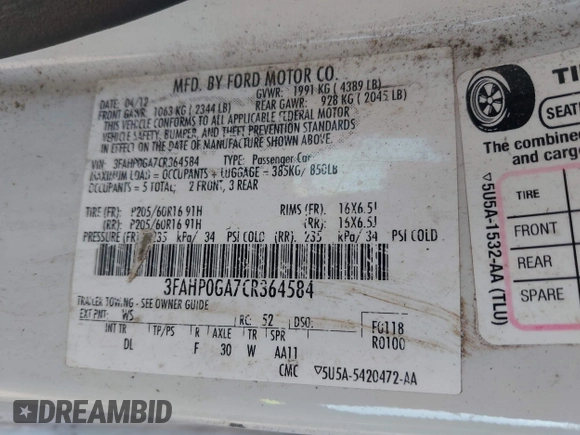 MFD. BY FORD MOTOR CO.
DATE: 04/12
GVWR: 1991 KG ( 4389 LB)
FRONT GAWR: 1063 KG ( 2344 LB)
REAR GAWR: 928 KG ( 2045 LB)
THIS VEHICLE CONFORMS TO ALL APPLICABLE FEDERAL MOTOR
VEHICLE SAFETY, BUMPER, AND THEFT PREVENTION STANDARDS
IN EFFECT ON THE DATE OF MANUFACTURE SHOWN ABOVE.
VIN: 3FAHP0GA7CR364584 TYPE: Passenger Car
MAXIMUM LOAD = OCCUPANTS + LUGGAGE = 385KG/ 850LB
OCCUPANTS = 5 TOTAL; 2 FRONT, 3 REAR
TIRE (FR): P205/60R16 91H RIMS (FR): 16X6.5J
(RR): P205/60R16 91H (RR): 16X6.5J
PRESSURE (FR) 235 kPa/ 34 PSI COLD (RR) 235 kPa/ 34 PSI COLD
3FAHP0GA7CR364584
TRAILER TOWING - SEE OWNER GUIDE
EXT PNT: WS RC: 52 DSO:
INT TR TP/PS R AXLE TR SPR
DL F 30 W AA11
F0118
R0100
CMC ▽5U5A-5420472-AA
TI
SEAT
The combine
and cargo
TIRE
FRONT
REAR
SPARE
▽5U5A-1532-AA (TLU)
DREAMBID